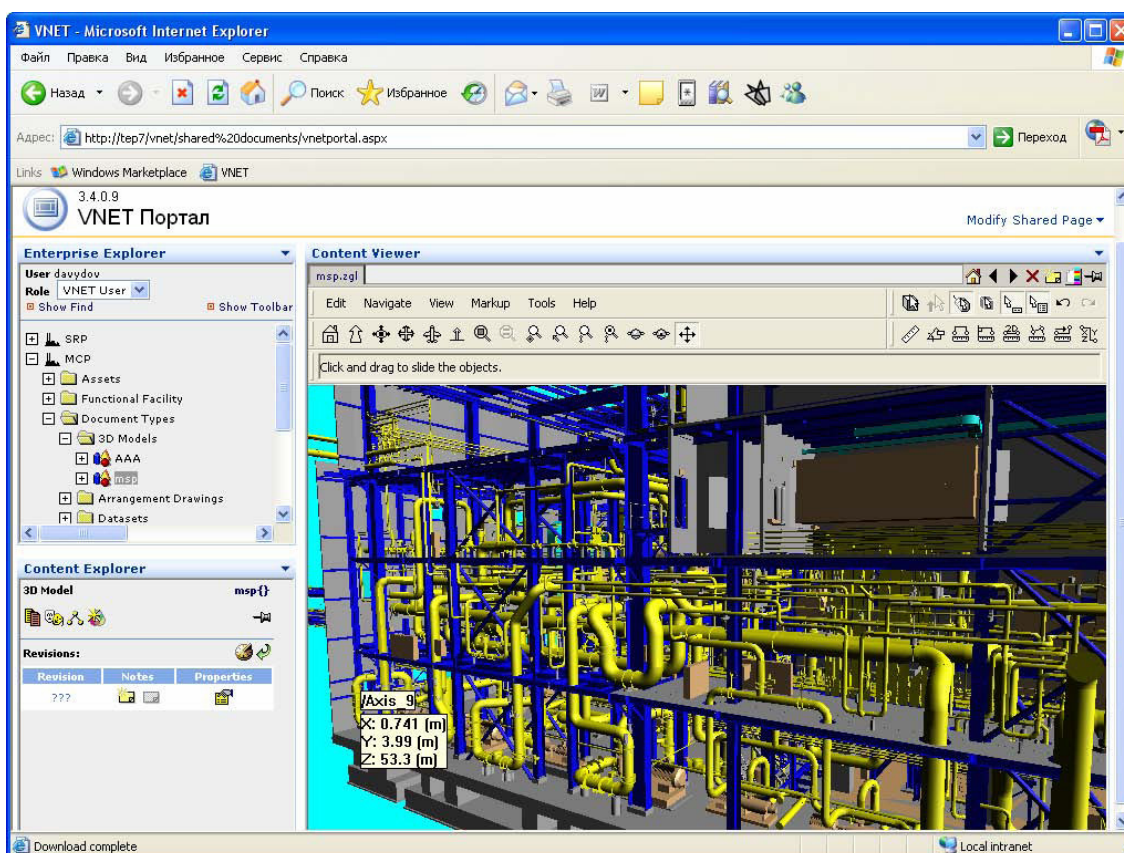 VNET - Microsoft Internet Explorer
Файл Правка Вид Избранное Сервис Справка
Назад Поиск Избранное
Адрес: http://tep7/vnet/shared%20documents/vnetportal.aspx Переход
Links Windows Marketplace VNET
3.4.0.9
VNET Портал
Modify Shared Page
Enterprise Explorer
User davydov
Role VNET User
Show Find Show Toolbar
SRP
MCP
Assets
Functional Facility
Document Types
3D Models
AAA
msp
Arrangement Drawings
Datasets
Content Explorer
3D Model msp{}
Revisions:
Revision Notes Properties
???
Content Viewer
msp.zgl
Edit Navigate View Markup Tools Help
Click and drag to slide the objects.
/Axis_9
X: 0.741 (m)
Y: 3.99 (m)
Z: 53.3 (m)
Download complete Local intranet